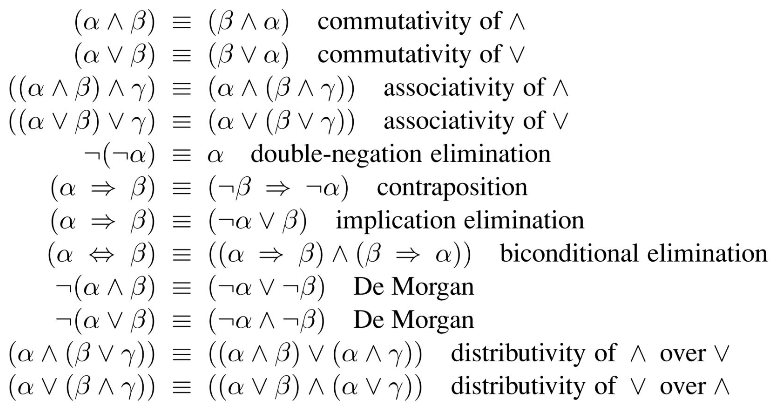 (α ∧ β) ≡ (β ∧ α) commutativity of ∧
(α ∨ β) ≡ (β ∨ α) commutativity of ∨
((α ∧ β) ∧ γ) ≡ (α ∧ (β ∧ γ)) associativity of ∧
((α ∨ β) ∨ γ) ≡ (α ∨ (β ∨ γ)) associativity of ∨
¬(¬α) ≡ α double-negation elimination
(α ⇒ β) ≡ (¬β ⇒ ¬α) contraposition
(α ⇒ β) ≡ (¬α ∨ β) implication elimination
(α ⇔ β) ≡ ((α ⇒ β) ∧ (β ⇒ α)) biconditional elimination
¬(α ∧ β) ≡ (¬α ∨ ¬β) De Morgan
¬(α ∨ β) ≡ (¬α ∧ ¬β) De Morgan
(α ∧ (β ∨ γ)) ≡ ((α ∧ β) ∨ (α ∧ γ)) distributivity of ∧ over ∨
(α ∨ (β ∧ γ)) ≡ ((α ∨ β) ∧ (α ∨ γ)) distributivity of ∨ over ∧